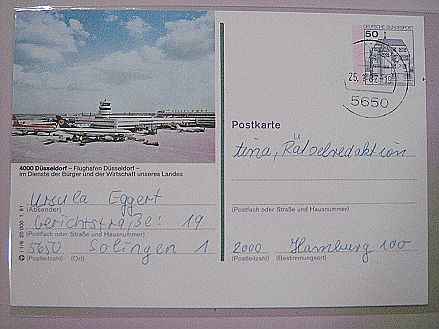 DEUTSCHE BUNDESPOST
50
5650
Postkarte
4000 Düsseldorf – Flughafen Düsseldorf –
im Dienste der Bürger und der Wirtschaft unseres Landes
Ursula Eggert
(Absender)
Gerichtstraße! 19
(Postfach oder Straße und Hausnummer)
5650 Solingen 1
(Postleitzahl) (Ort)
tina, Rätselredaktion
(Postfach oder Straße und Hausnummer)
2000 Hamburg 100
(Postleitzahl) (Bestimmungsort)